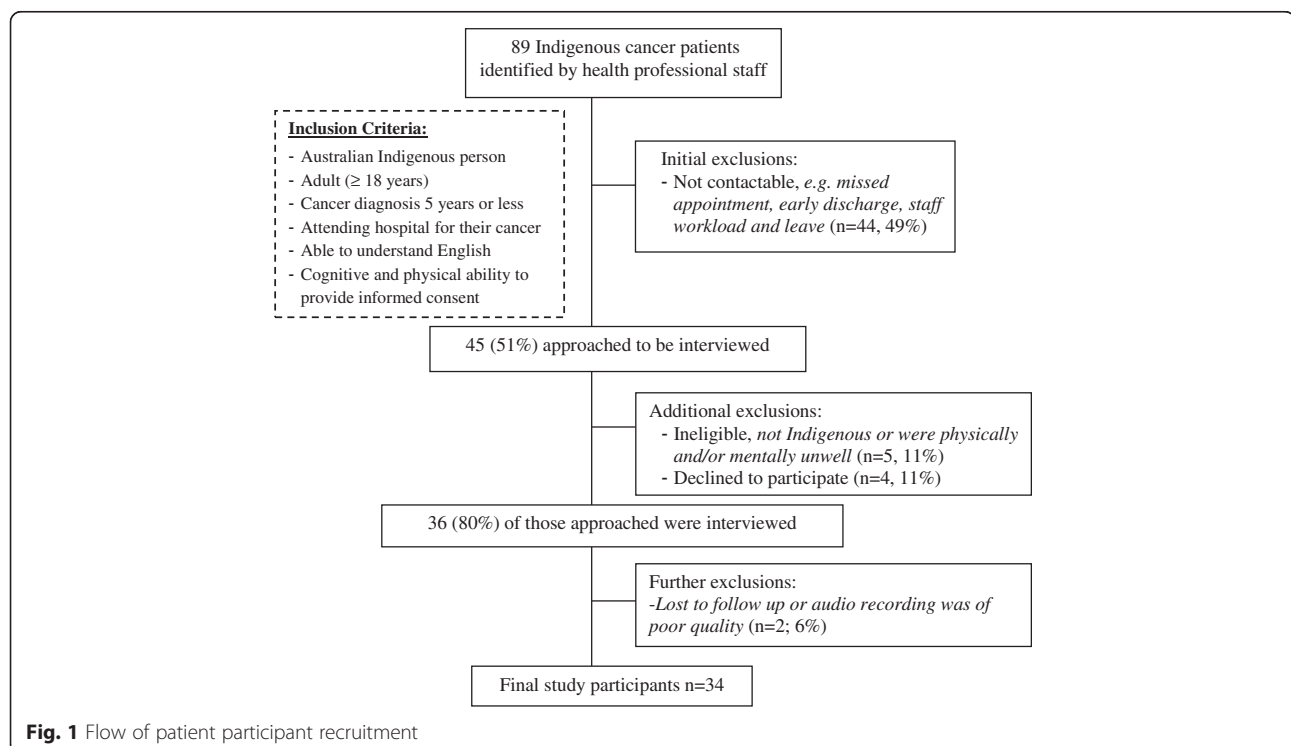 89 Indigenous cancer patients
identified by health professional staff
Inclusion Criteria:
- Australian Indigenous person
- Adult (≥ 18 years)
- Cancer diagnosis 5 years or less
- Attending hospital for their cancer
- Able to understand English
- Cognitive and physical ability to
provide informed consent
Initial exclusions:
- Not contactable, e.g. missed
appointment, early discharge, staff
workload and leave (n=44, 49%)
45 (51%) approached to be interviewed
Additional exclusions:
- Ineligible, not Indigenous or were physically
and/or mentally unwell (n=5, 11%)
- Declined to participate (n=4, 11%)
36 (80%) of those approached were interviewed
Further exclusions:
-Lost to follow up or audio recording was of
poor quality (n=2; 6%)
Final study participants n=34
Fig. 1 Flow of patient participant recruitment